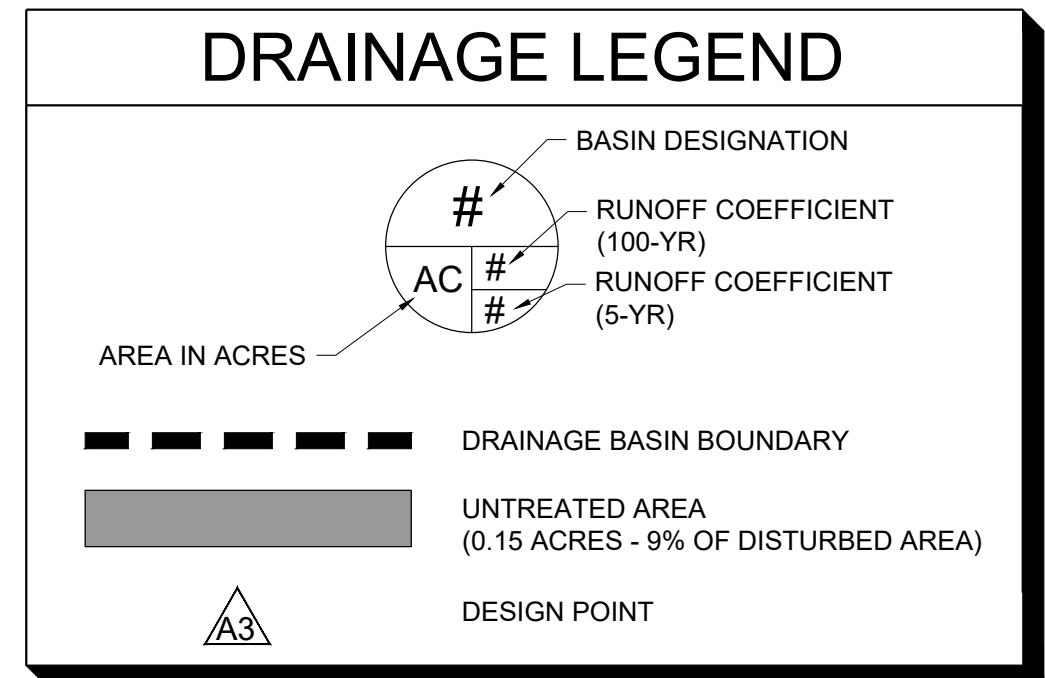 DRAINAGE LEGEND
BASIN DESIGNATION
#
RUNOFF COEFFICIENT
(100-YR)
AC
#
RUNOFF COEFFICIENT
(5-YR)
#
AREA IN ACRES
DRAINAGE BASIN BOUNDARY
UNTREATED AREA
(0.15 ACRES - 9% OF DISTURBED AREA)
A3
DESIGN POINT